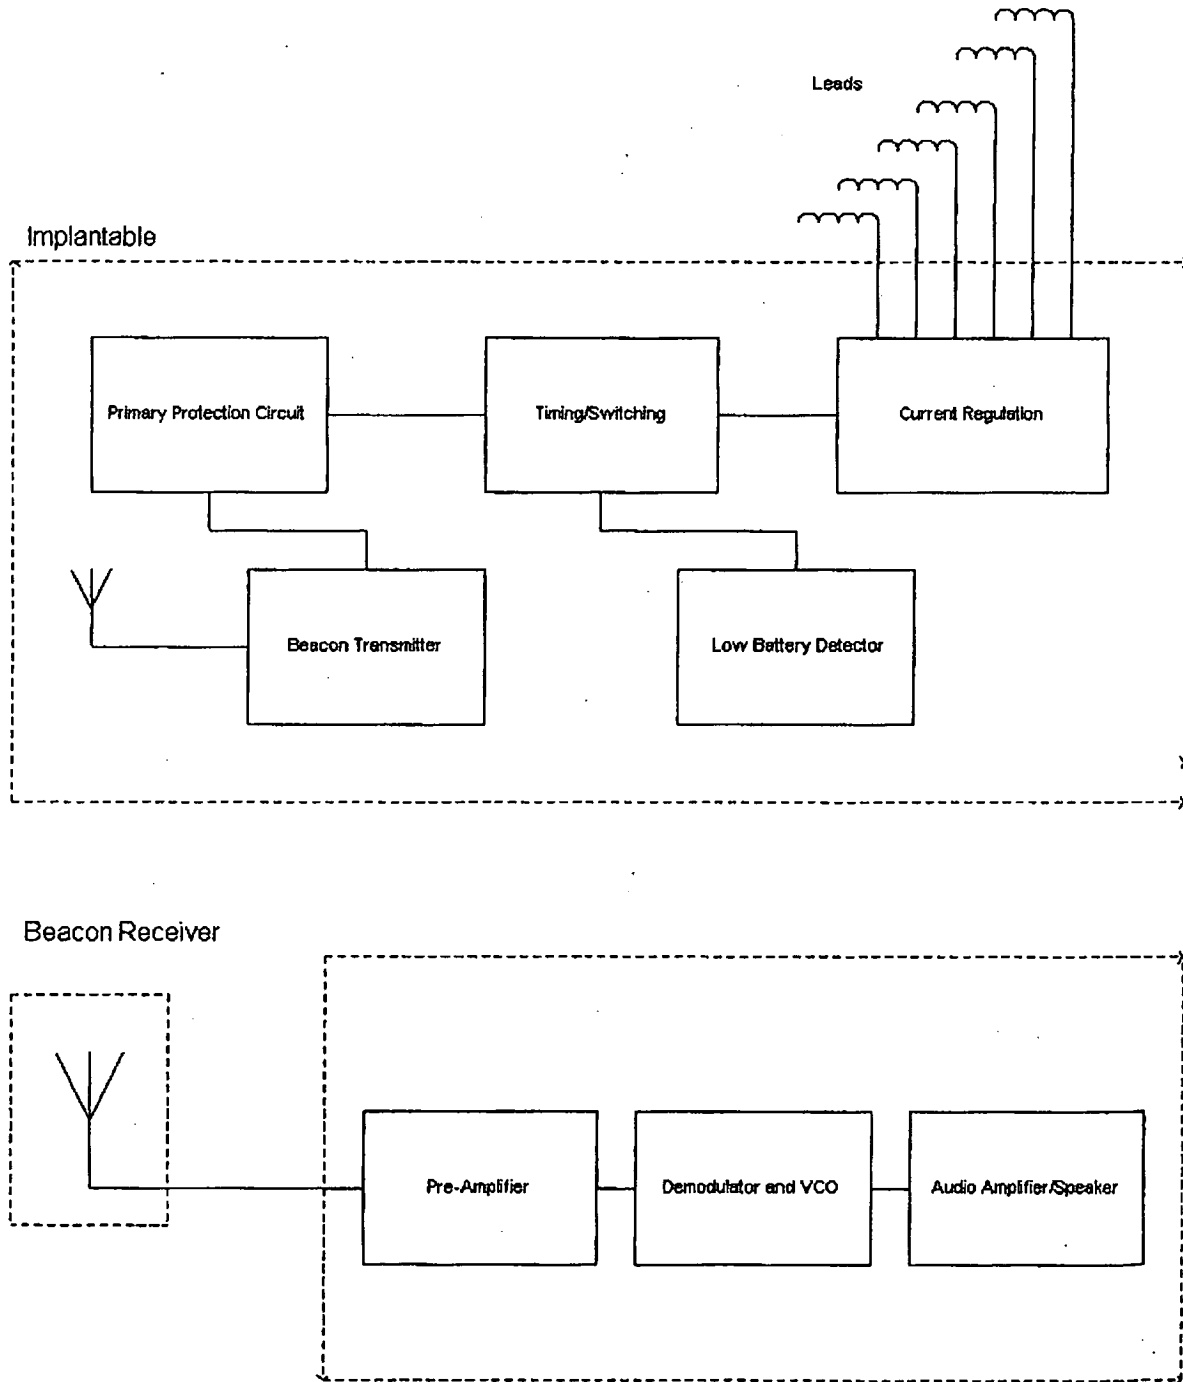 Leads
Implantable
Primary Protection Circuit
Timing/Switching
Current Regulation
Beacon Transmitter
Low Battery Detector
Beacon Receiver
Pre-Amplifier
Demodulator and VCO
Audio Amplifier/Speaker